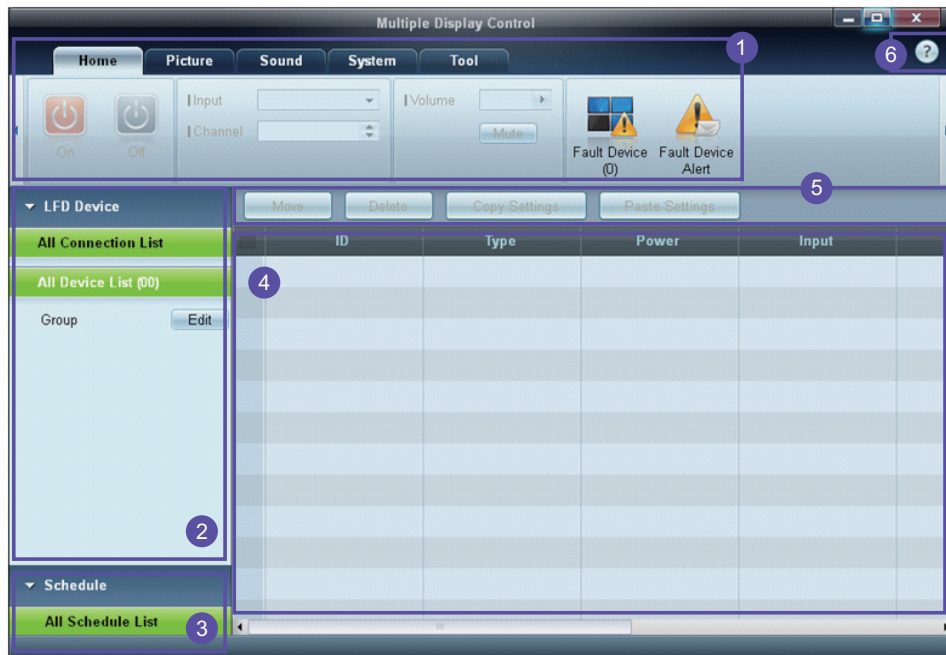 Multiple Display Control
1
6
?
Home Picture Sound System Tool
Input
Channel
Volume
Mute
On Off
Fault Device (0)
Fault Device Alert
5
LFD Device
Move Delete Copy Settings Paste Settings
All Connection List
ID Type Power Input
All Device List (00)
4
Group Edit
2
Schedule
All Schedule List
3